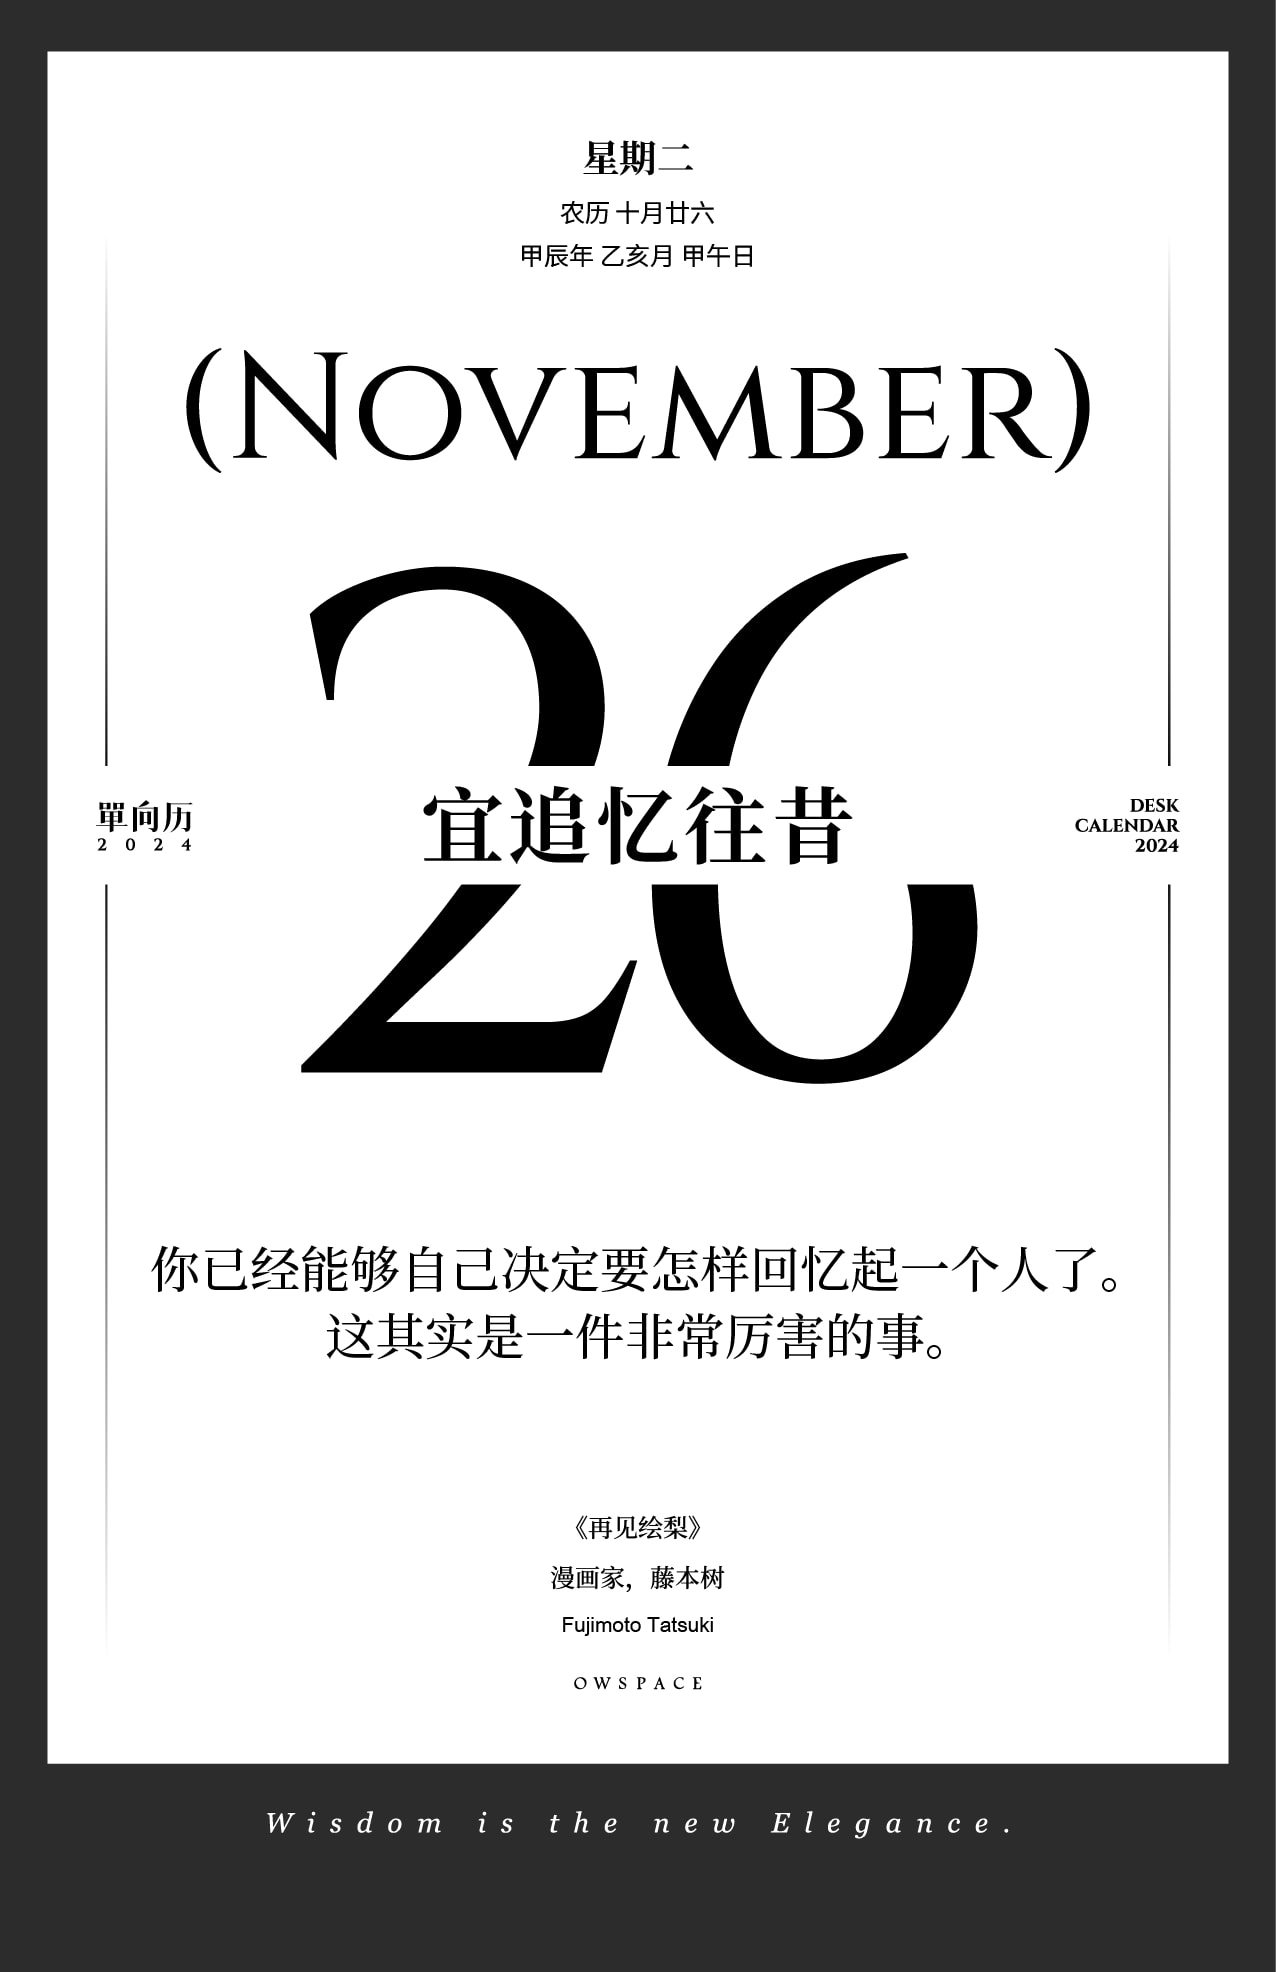 星期二
农历 十月廿六
甲辰年 乙亥月 甲午日
(NOVEMBER)
26
宜追忆往昔
單向历
2024
DESK
CALENDAR
2024
你已经能够自己决定要怎样回忆起一个人了。
这其实是一件非常厉害的事。
《再见绘梨》
漫画家，藤本树
Fujimoto Tatsuki
OWSPACE
Wisdom is the new Elegance.